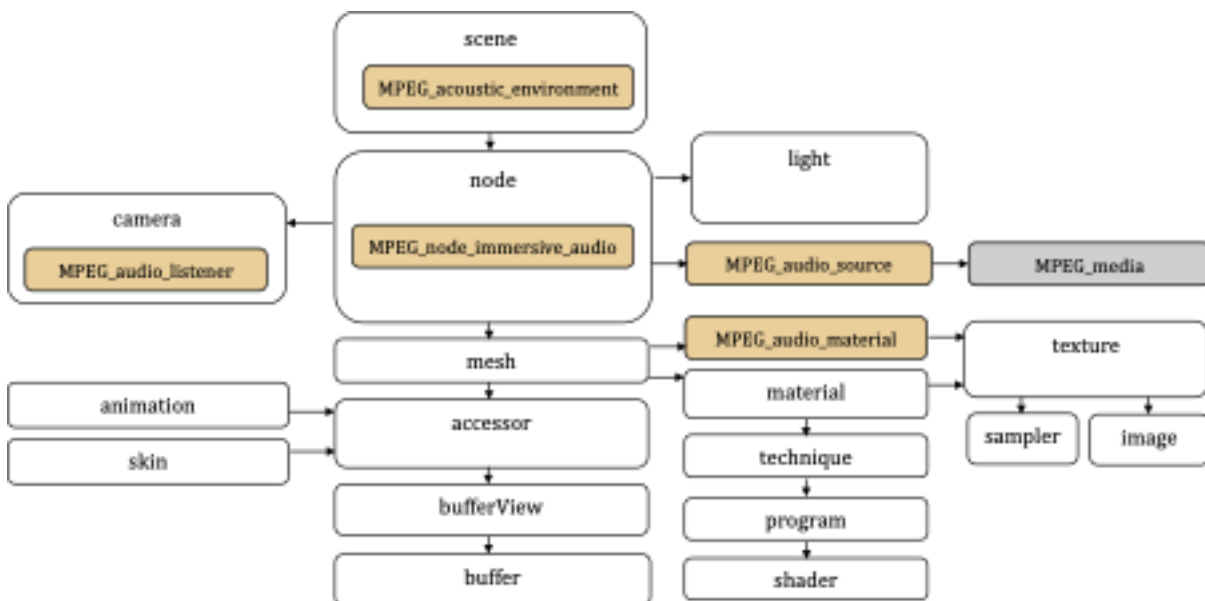 scene
MPEG_acoustic_environment
node
light
camera
MPEG_node_immersive_audio
MPEG_audio_listener
MPEG_audio_source
MPEG_media
MPEG_audio_material
texture
mesh
material
animation
accessor
sampler
image
skin
technique
bufferView
program
buffer
shader